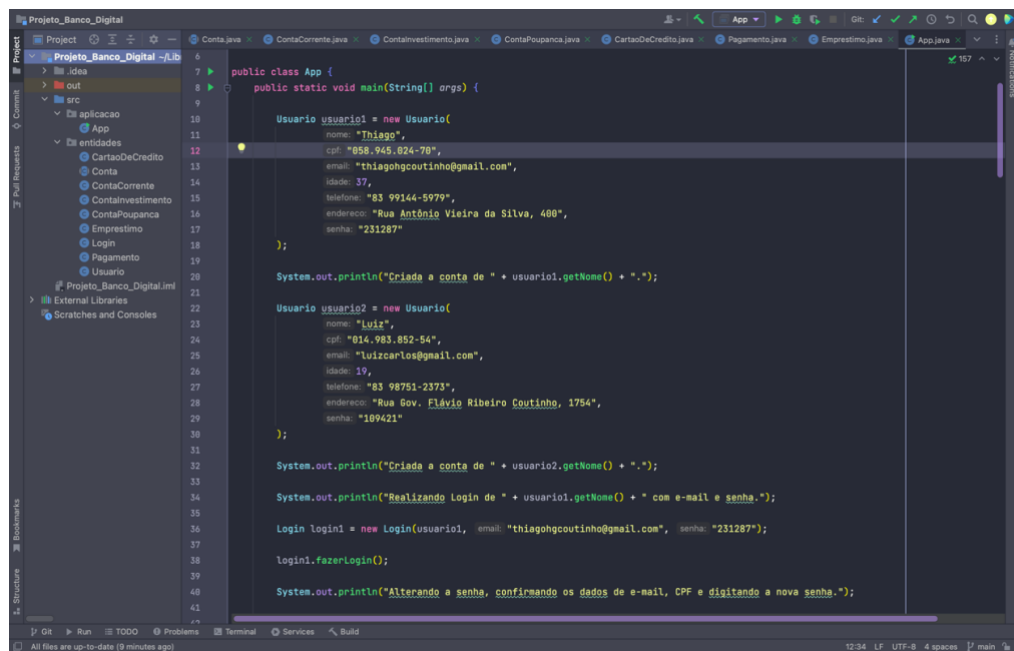 Projeto_Banco_Digital
App
Git:
Project
Conta.java
ContaCorrente.java
ContaInvestimento.java
ContaPoupanca.java
CartaoDeCredito.java
Pagamento.java
Emprestimo.java
App.java
Project
Commit
Pull Requests
Bookmarks
Structure
Notifications
Projeto_Banco_Digital ~/Lib
.idea
out
src
aplicacao
App
entidades
CartaoDeCredito
Conta
ContaCorrente
ContaInvestimento
ContaPoupanca
Emprestimo
Login
Pagamento
Usuario
Projeto_Banco_Digital.iml
External Libraries
Scratches and Consoles
157
6
7 public class App {
8 public static void main(String[] args) {
9
10 Usuario usuario1 = new Usuario(
11 nome: "Thiago",
12 cpf: "058.945.024-70",
13 email: "thiagohgcoutinho@gmail.com",
14 idade: 37,
15 telefone: "83 99144-5979",
16 endereco: "Rua Antônio Vieira da Silva, 400",
17 senha: "231287"
18 );
19
20 System.out.println("Criada a conta de " + usuario1.getNome() + ".");
21
22 Usuario usuario2 = new Usuario(
23 nome: "Luiz",
24 cpf: "014.983.852-54",
25 email: "luizcarlos@gmail.com",
26 idade: 19,
27 telefone: "83 98751-2373",
28 endereco: "Rua Gov. Flávio Ribeiro Coutinho, 1754",
29 senha: "109421"
30 );
31
32 System.out.println("Criada a conta de " + usuario2.getNome() + ".");
33
34 System.out.println("Realizando Login de " + usuario1.getNome() + " com e-mail e senha.");
35
36 Login login1 = new Login(usuario1, email: "thiagohgcoutinho@gmail.com", senha: "231287");
37
38 login1.fazerLogin();
39
40 System.out.println("Alterando a senha, confirmando os dados de e-mail, CPF e digitando a nova senha.");
41
42
Git
Run
TODO
Problems
Terminal
Services
Build
All files are up-to-date (9 minutes ago)
12:34 LF UTF-8 4 spaces main